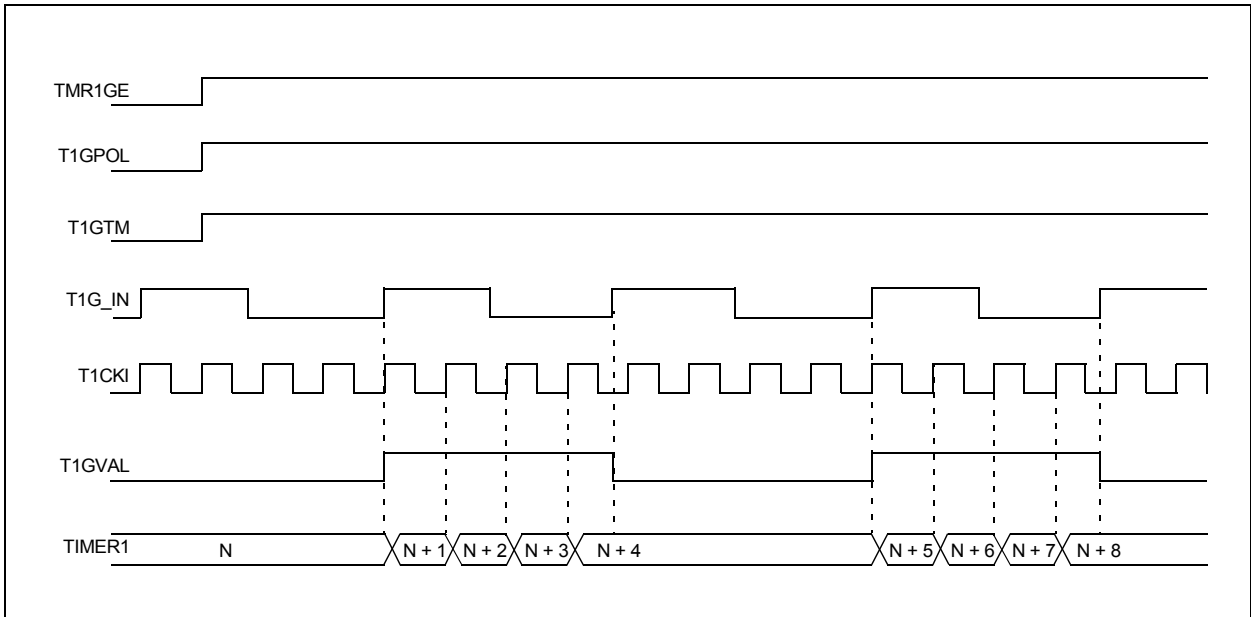 TMR1GE
T1GPOL
T1GTM
T1G_IN
T1CKI
T1GVAL
TIMER1 N N + 1 N + 2 N + 3 N + 4 N + 5 N + 6 N + 7 N + 8